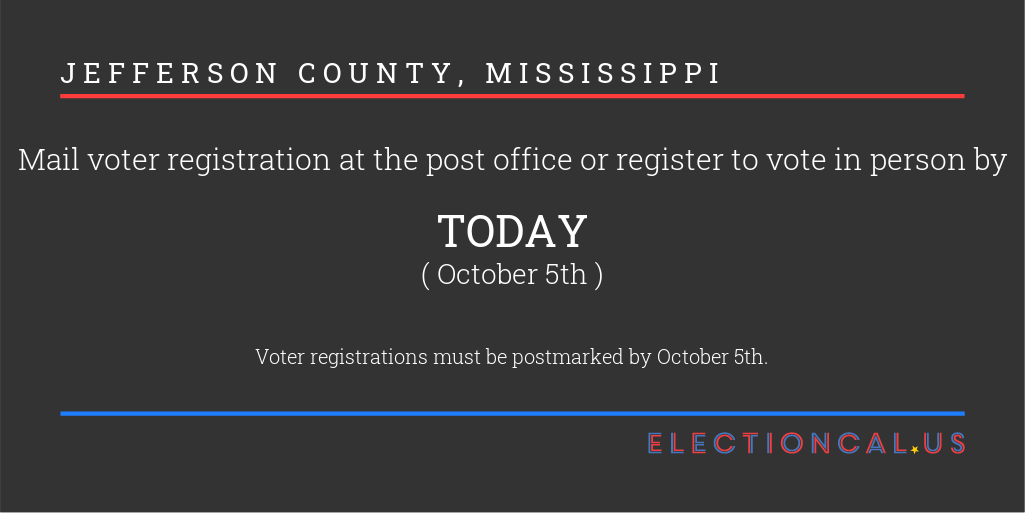 JEFFERSON COUNTY, MISSISSIPPI
Mail voter registration at the post office or register to vote in person by
TODAY
( October 5th )
Voter registrations must be postmarked by October 5th.
ELECTIONCAL.US